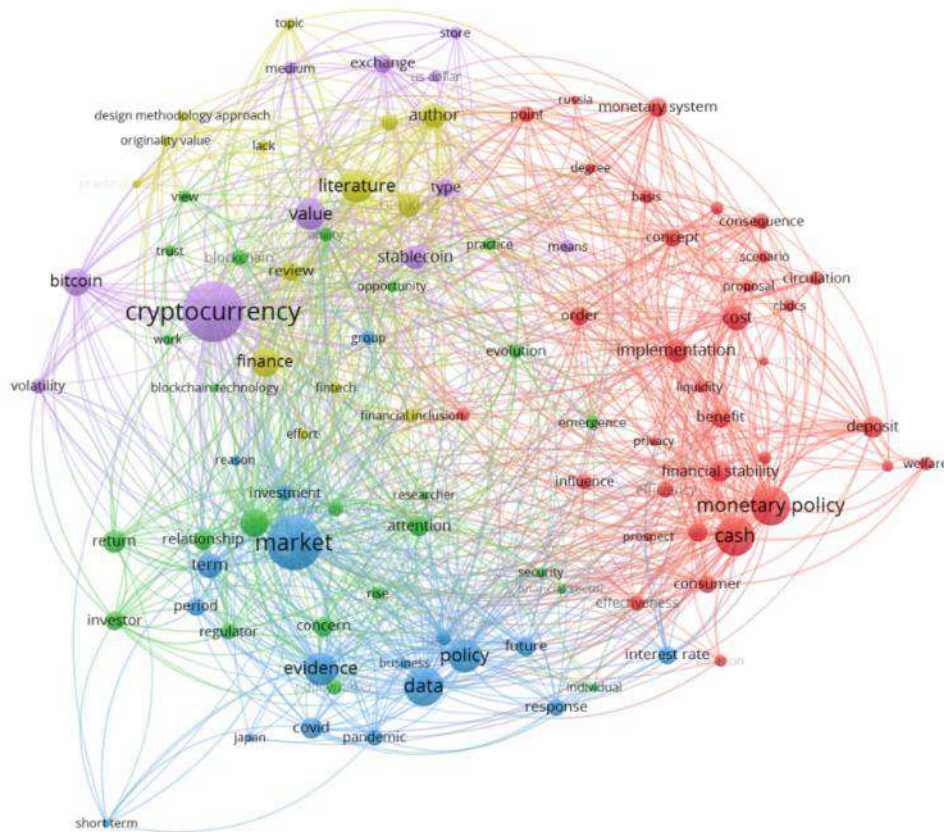 topic
store
medium
exchange
us dollar
design methodology approach
author
point
russia
monetary system
originality value
lack
degree
literature
type
view
basis
value
ability
concept
consequence
trust
blockchain
stablecoin
practice
means
scenario
review
bitcoin
opportunity
proposal
circulation
cryptocurrency
cbdcs
order
cost
work
group
evolution
implementation
finance
volatility
blockchain technology
fintech
liquidity
financial inclusion
emergence
benefit
deposit
effort
privacy
reason
financial stability
welfare
investment
researcher
influence
efficiency
monetary policy
return
relationship
market
attention
prospect
cash
term
security
consumer
rise
period
effectiveness
investor
regulator
concern
evidence
business
policy
future
interest rate
data
individual
response
covid
japan
pandemic
short term